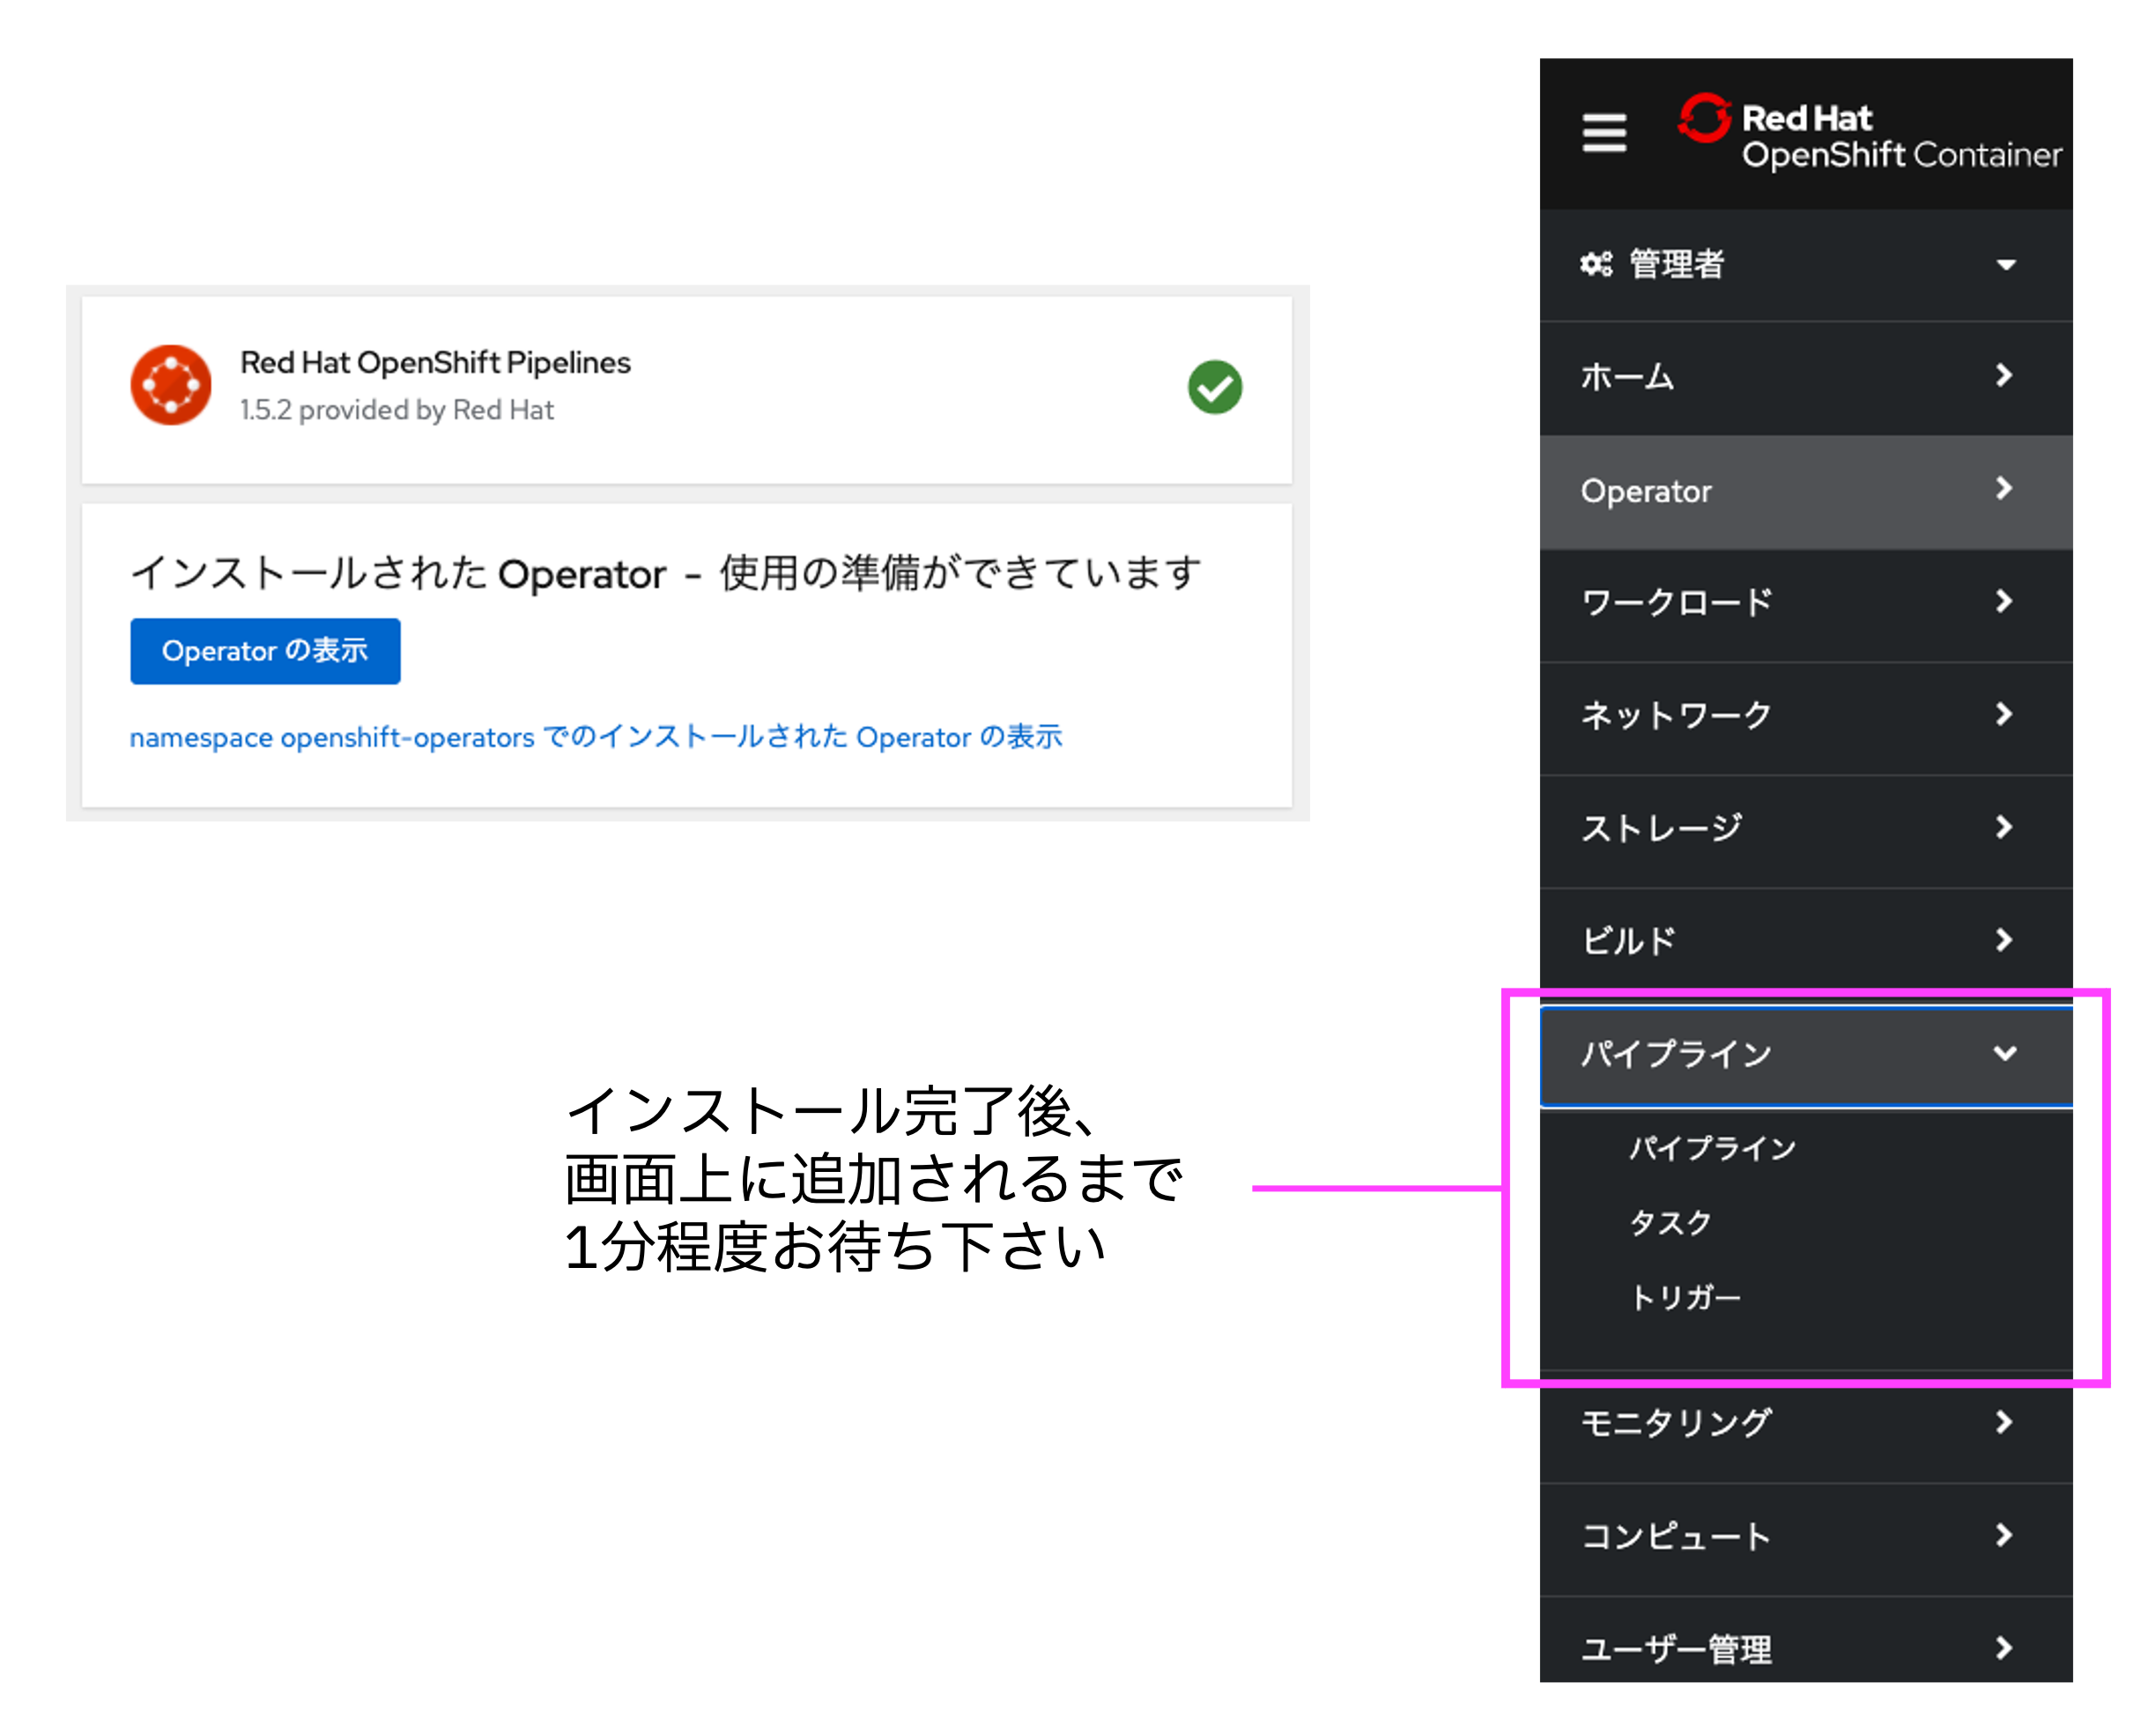 Red Hat OpenShift Pipelines
1.5.2 provided by Red Hat
インストールされた Operator － 使用の準備ができています
Operator の表示
namespace openshift-operators でのインストールされた Operator の表示
インストール完了後、
画面上に追加されるまで
1分程度お待ち下さい
Red Hat
OpenShift Container
管理者
ホーム
Operator
ワークロード
ネットワーク
ストレージ
ビルド
パイプライン
パイプライン
タスク
トリガー
モニタリング
コンピュート
ユーザー管理